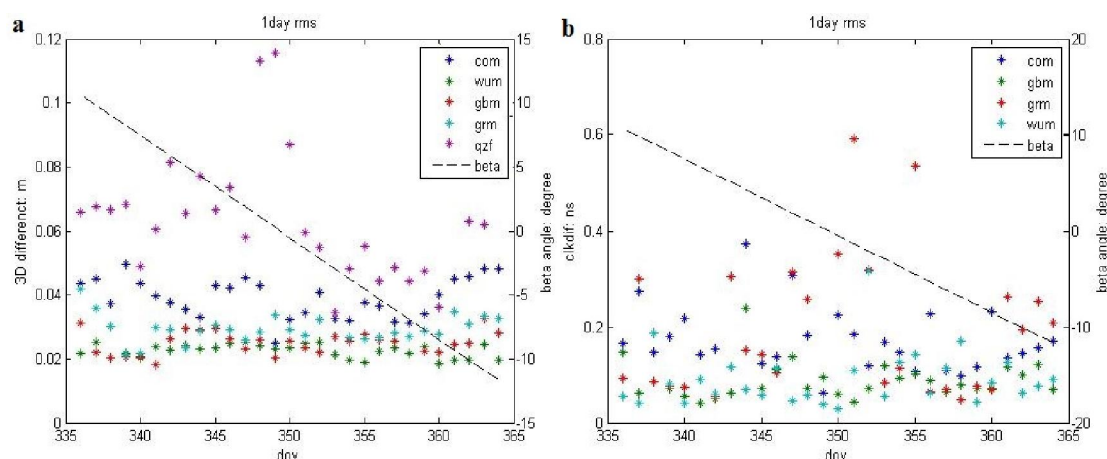 a
1day rms
0.12
0.1
0.08
0.06
0.04
0.02
0
3D differenct: m
335 340 345 350 355 360 365
doy
15
10
5
0
-5
-10
-15
beta angle: degree
com
wum
gbm
grm
qzf
beta
b
1day rms
0.8
0.6
0.4
0.2
0
clkdif: ns
335 340 345 350 355 360 365
doy
20
10
0
-10
-20
beta angle: degree
com
gbm
grm
wum
beta